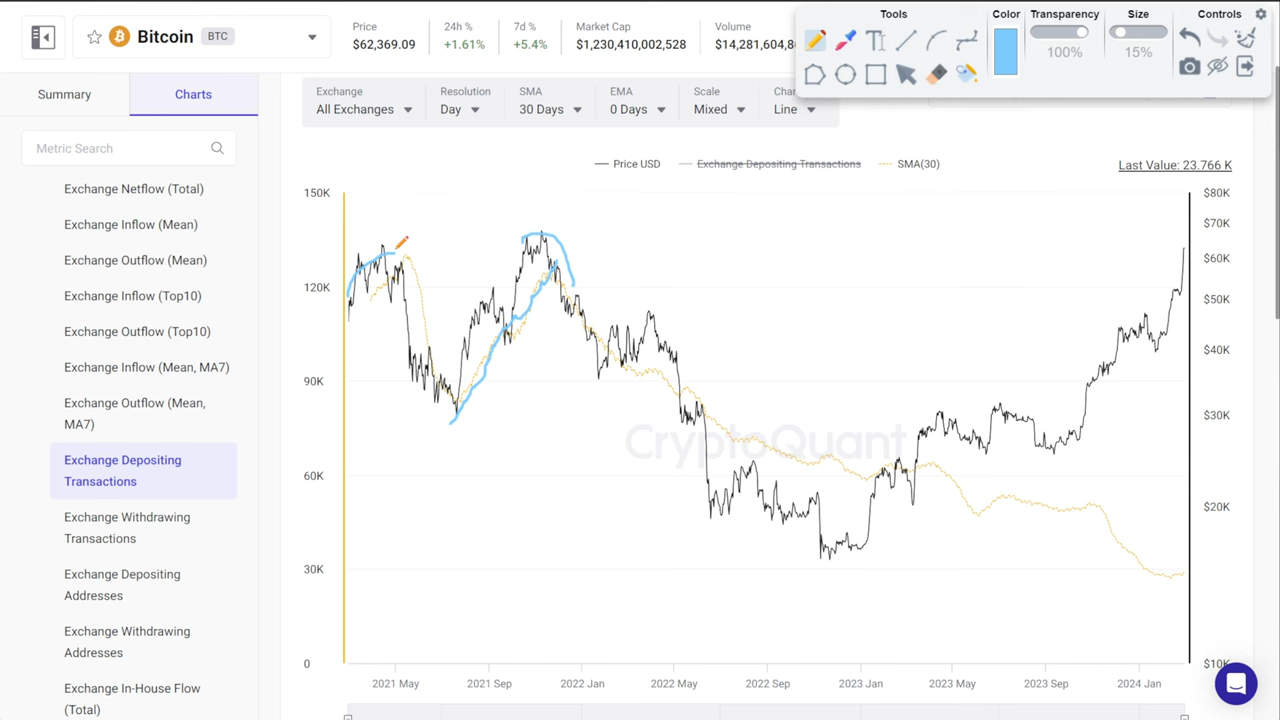 Bitcoin BTC
Price
$62,369.09
24h %
+1.61%
7d %
+5.4%
Market Cap
$1,230,410,002,528
Volume
$14,281,604,8
Tools
Color
Transparency
100%
Size
15%
Controls
Summary
Charts
Metric Search
Exchange Netflow (Total)
Exchange Inflow (Mean)
Exchange Outflow (Mean)
Exchange Inflow (Top10)
Exchange Outflow (Top10)
Exchange Inflow (Mean, MA7)
Exchange Outflow (Mean,
MA7)
Exchange Depositing
Transactions
Exchange Withdrawing
Transactions
Exchange Depositing
Addresses
Exchange Withdrawing
Addresses
Exchange In-House Flow
(Total)
Exchange
All Exchanges
Resolution
Day
SMA
30 Days
EMA
0 Days
Scale
Mixed
Char
Line
Price USD
Exchange Depositing Transactions
SMA(30)
Last Value: 23.766 K
150K
120K
90K
60K
30K
0
$80K
$70K
$60K
$50K
$40K
$30K
$20K
$10K
CryptoQuant
2021 May
2021 Sep
2022 Jan
2022 May
2022 Sep
2023 Jan
2023 May
2023 Sep
2024 Jan